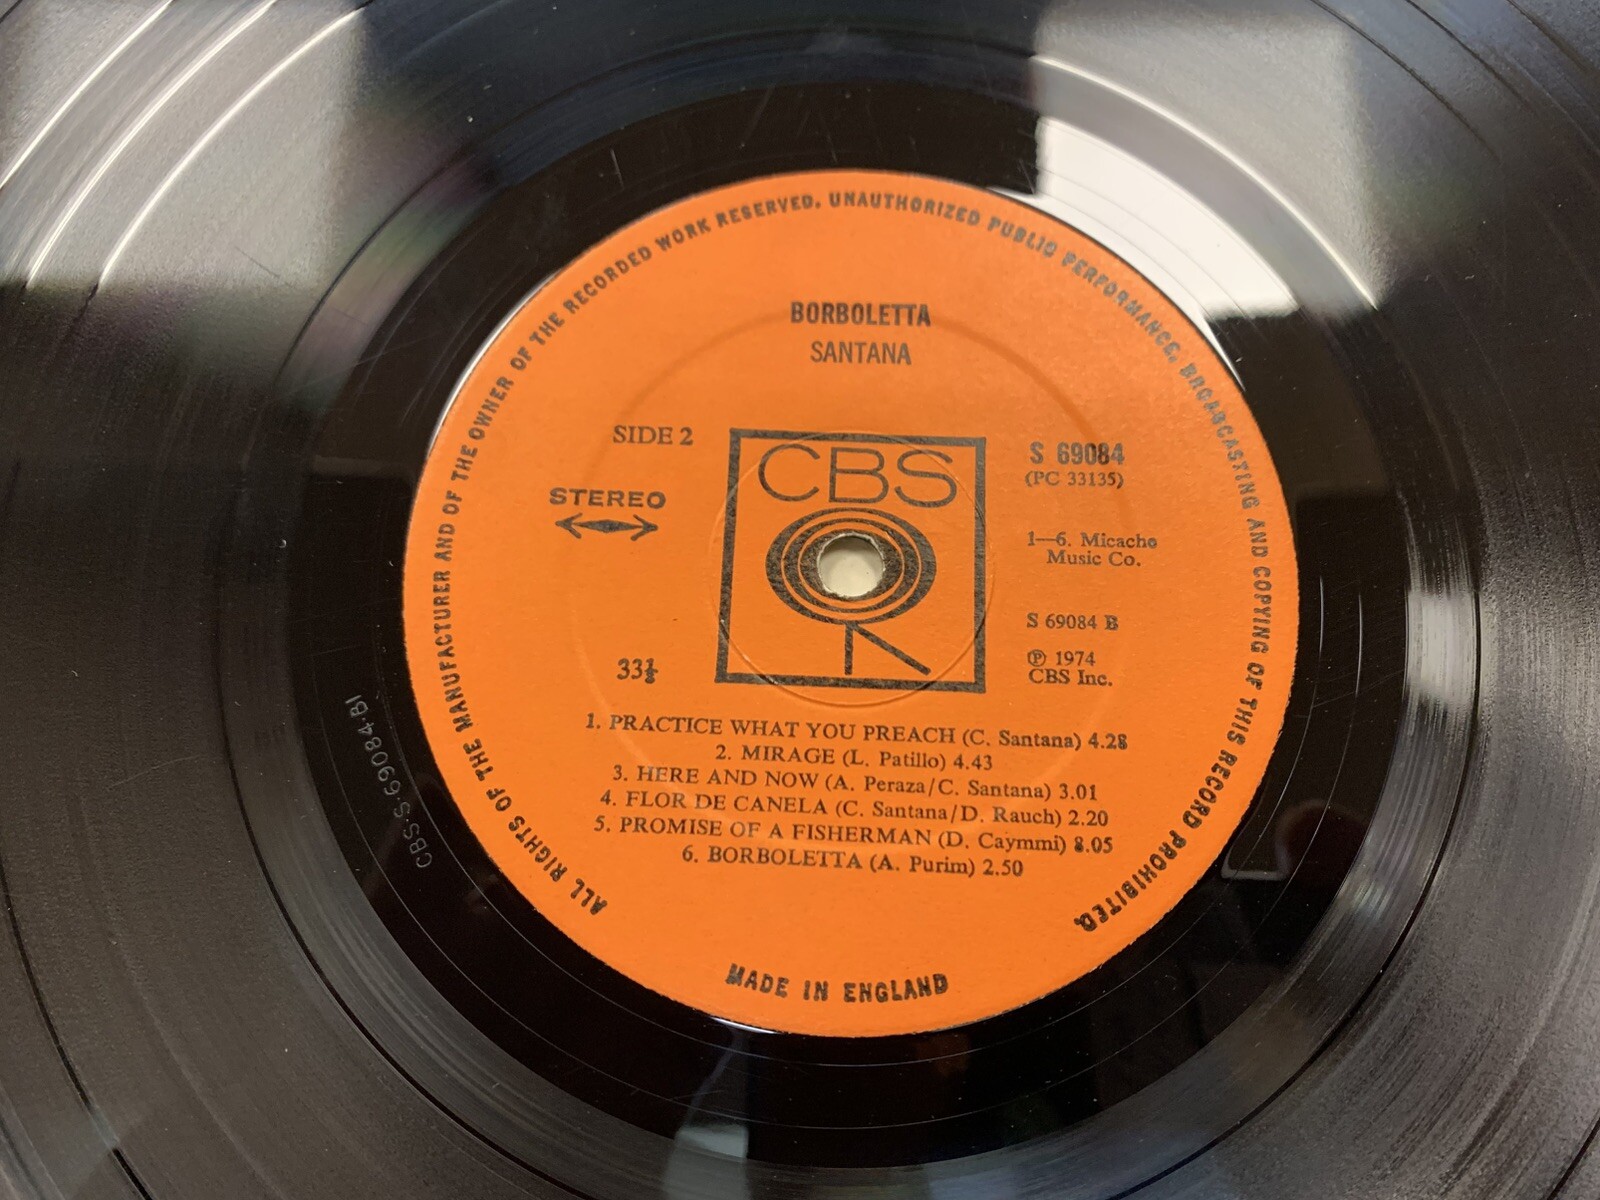 ALL RIGHTS OF THE MANUFACTURER AND OF THE OWNER OF THE RECORDED WORK RESERVED. UNAUTHORIZED PUBLIC PERFORMANCE, BROADCASTING AND COPYING OF THIS RECORD PROHIBITED.
BORBOLETTA
SANTANA
SIDE 2
STEREO
33⅓
CBS
S 69084
(PC 33135)
1—6. Micacho
Music Co.
S 69084 B
℗ 1974
CBS Inc.
1. PRACTICE WHAT YOU PREACH (C. Santana) 4.28
2. MIRAGE (L. Patillo) 4.43
3. HERE AND NOW (A. Peraza/C. Santana) 3.01
4. FLOR DE CANELA (C. Santana/D. Rauch) 2.20
5. PROMISE OF A FISHERMAN (D. Caymmi) 8.05
6. BORBOLETTA (A. Purim) 2.50
MADE IN ENGLAND
CBS·S·69084·B1